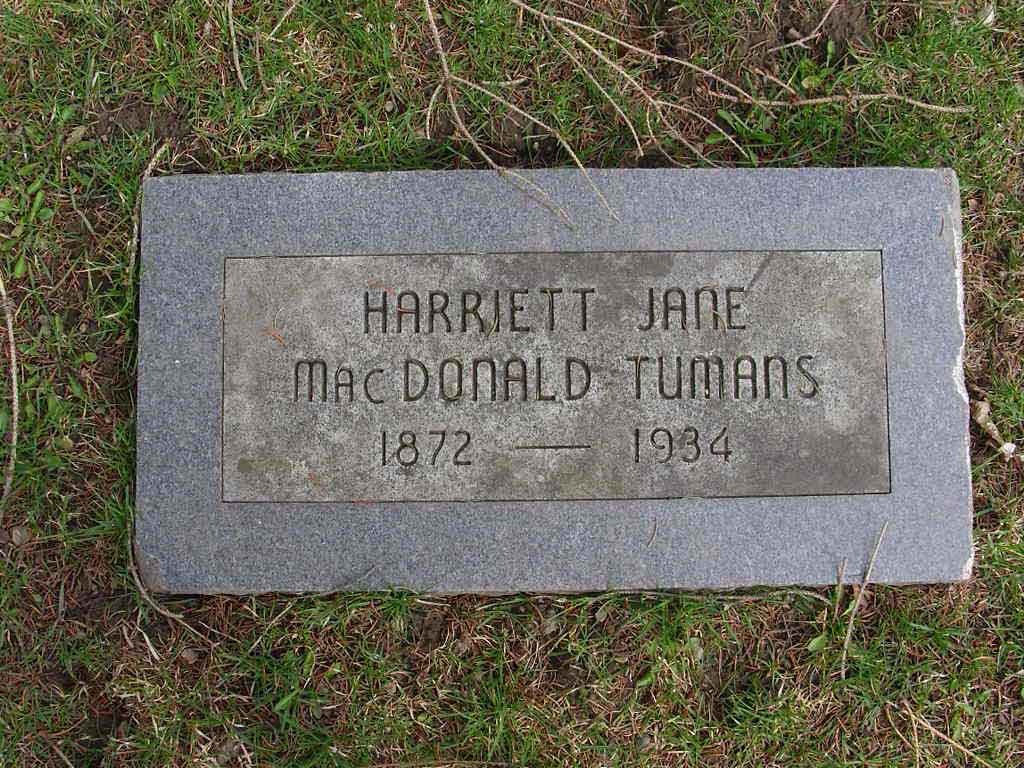 HARRIETT JANE
MACDONALD TUMANS
1872 — 1934